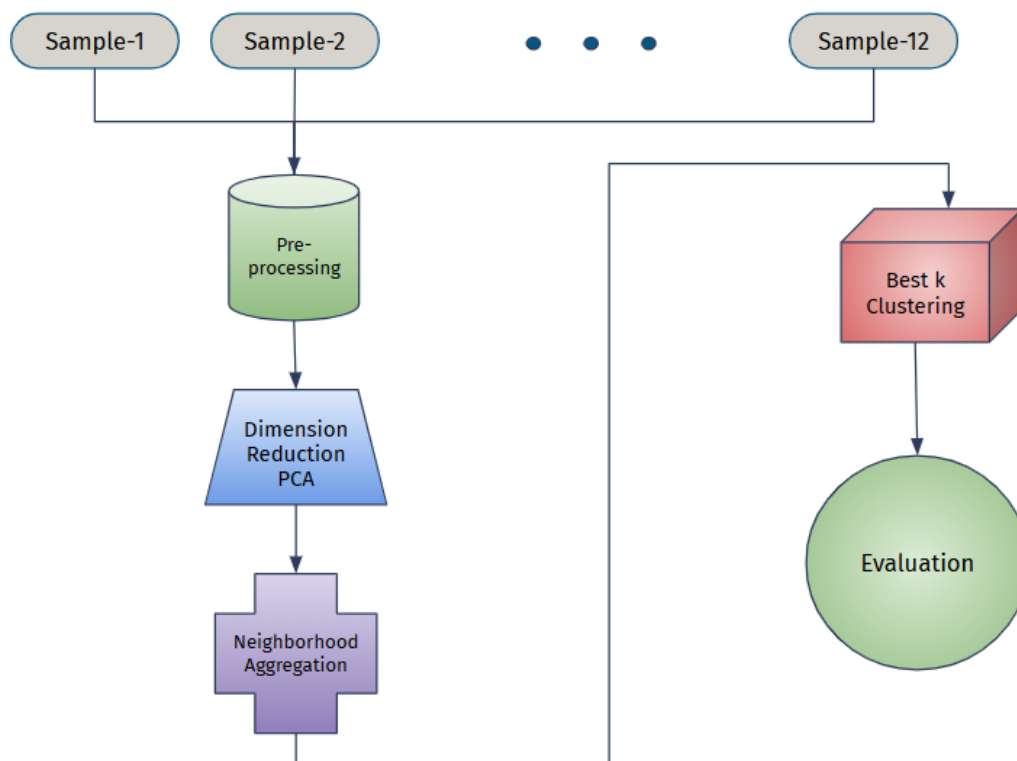 Sample-1
Sample-2
Sample-12
Pre-
processing
Dimension
Reduction
PCA
Neighborhood
Aggregation
Best k
Clustering
Evaluation